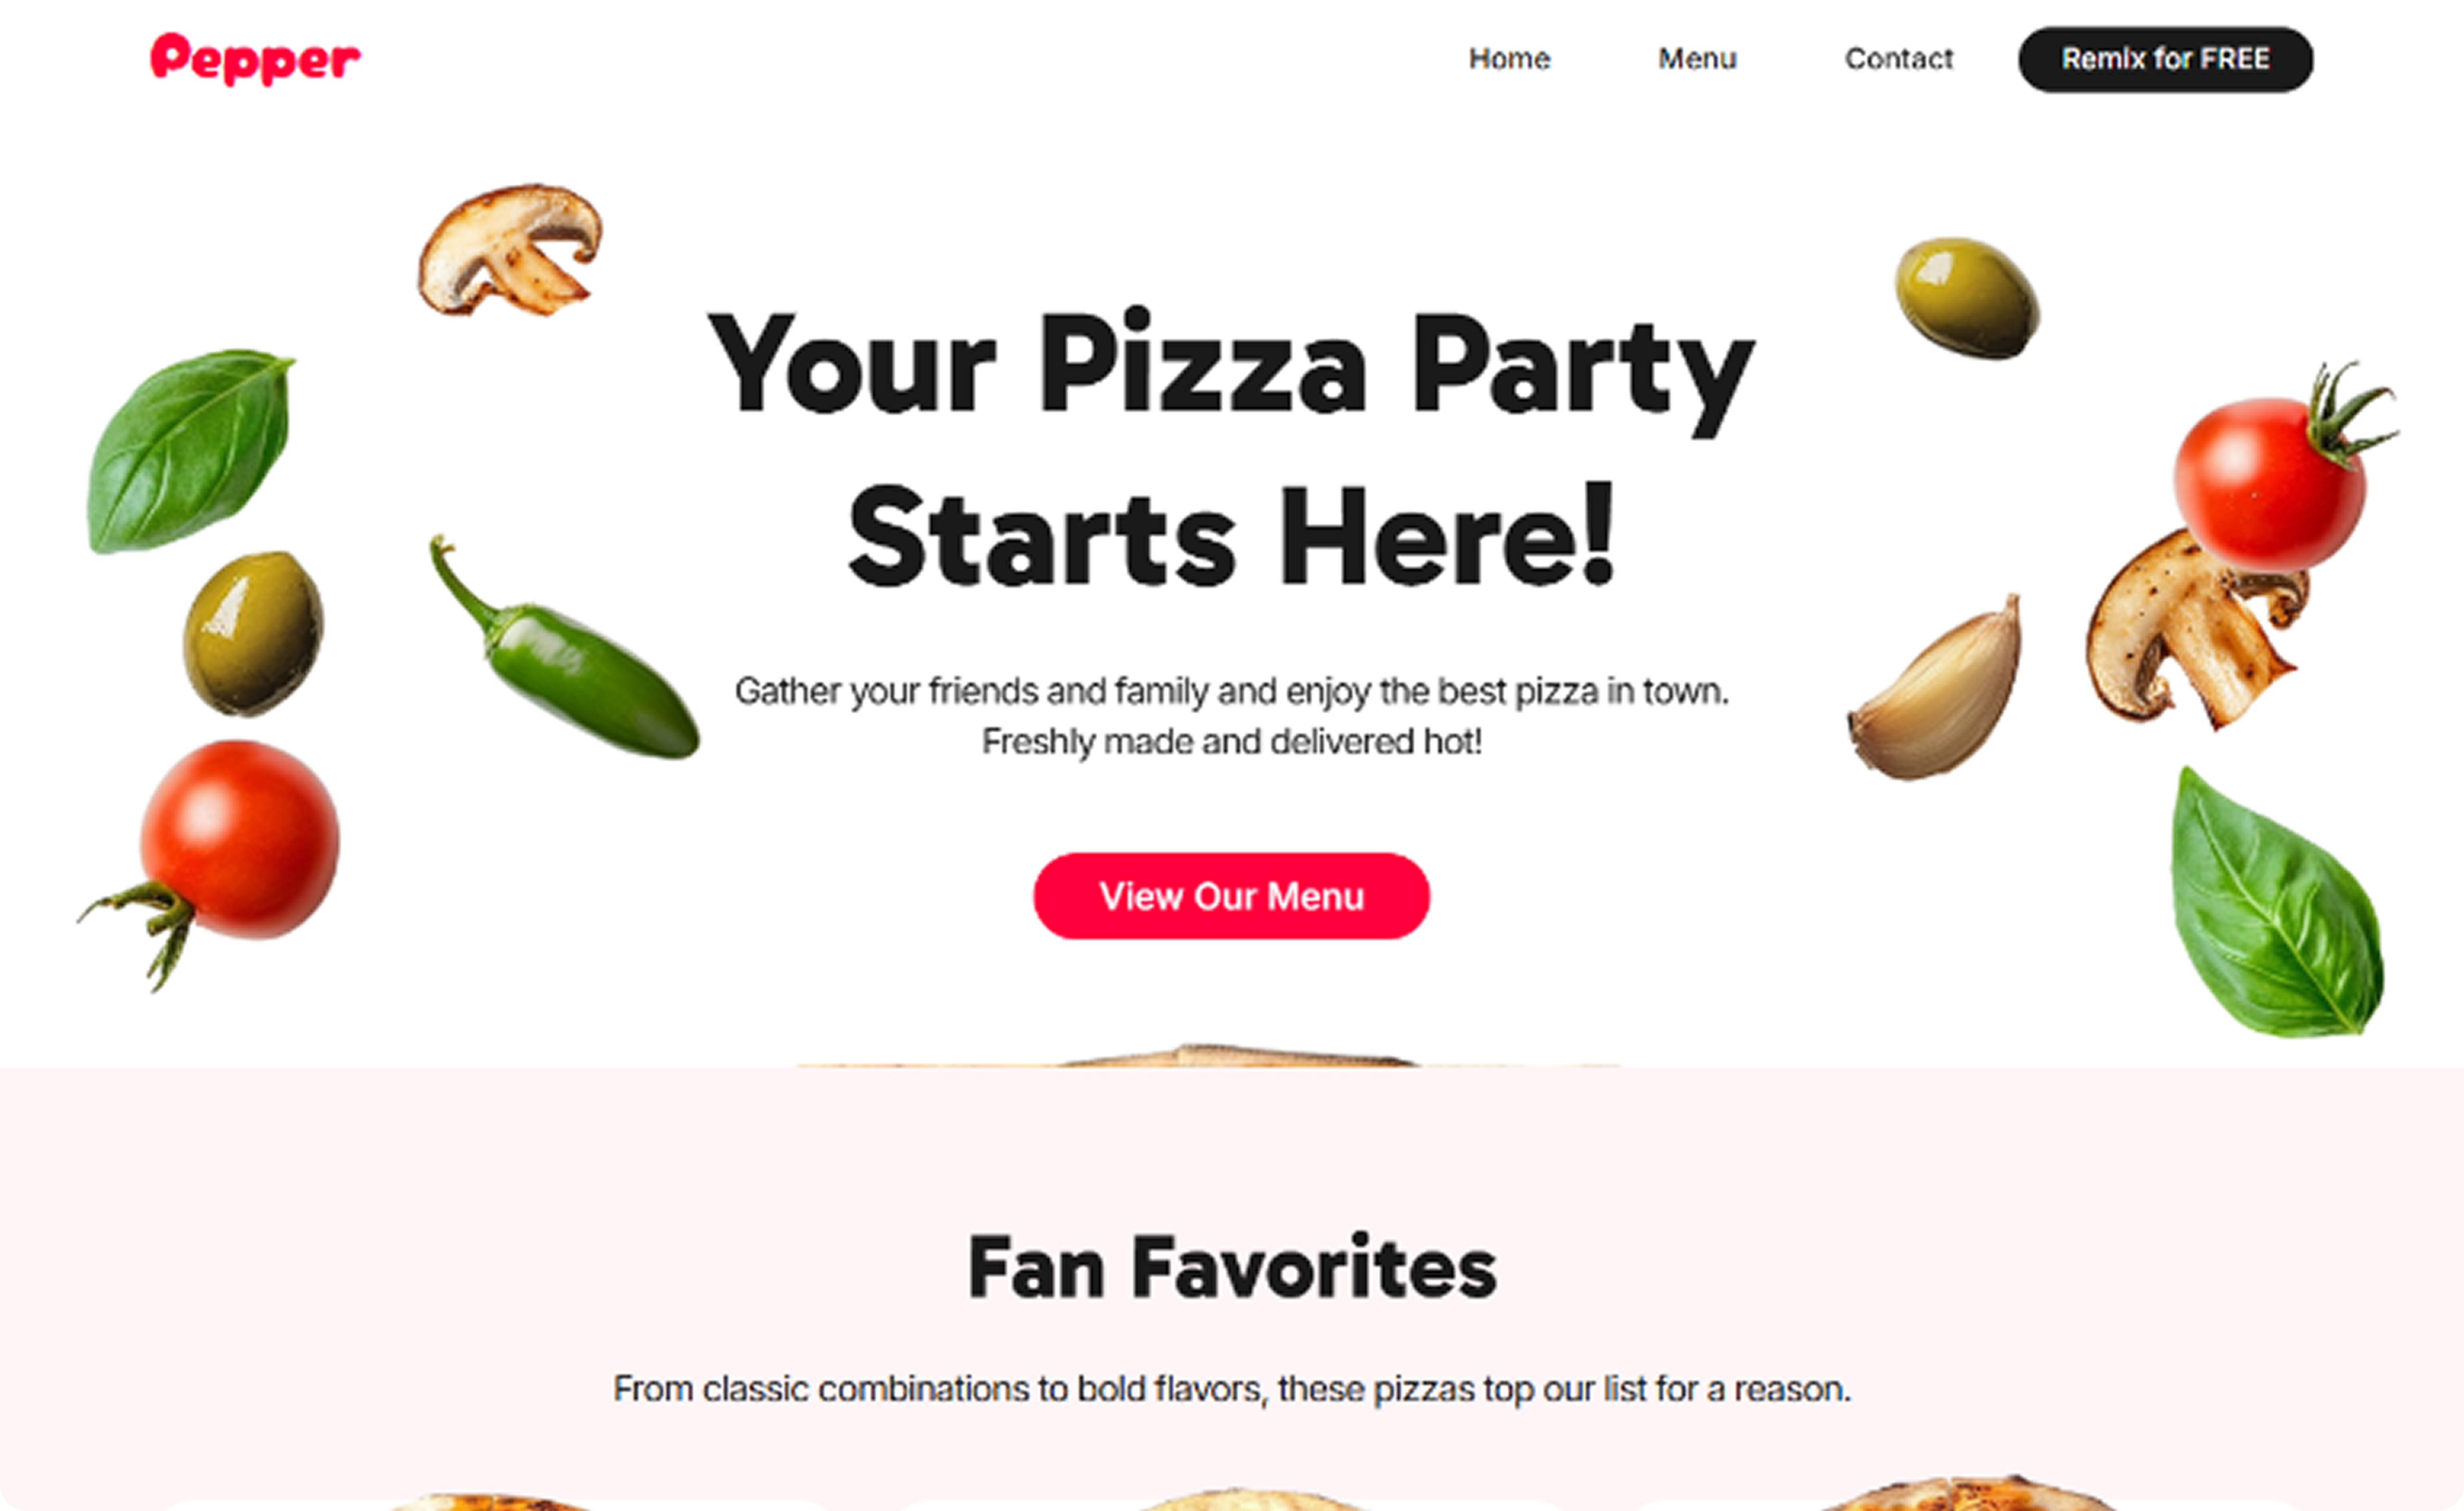 Pepper
Home Menu Contact Remix for FREE
Your Pizza Party
Starts Here!
Gather your friends and family and enjoy the best pizza in town.
Freshly made and delivered hot!
View Our Menu
Fan Favorites
From classic combinations to bold flavors, these pizzas top our list for a reason.